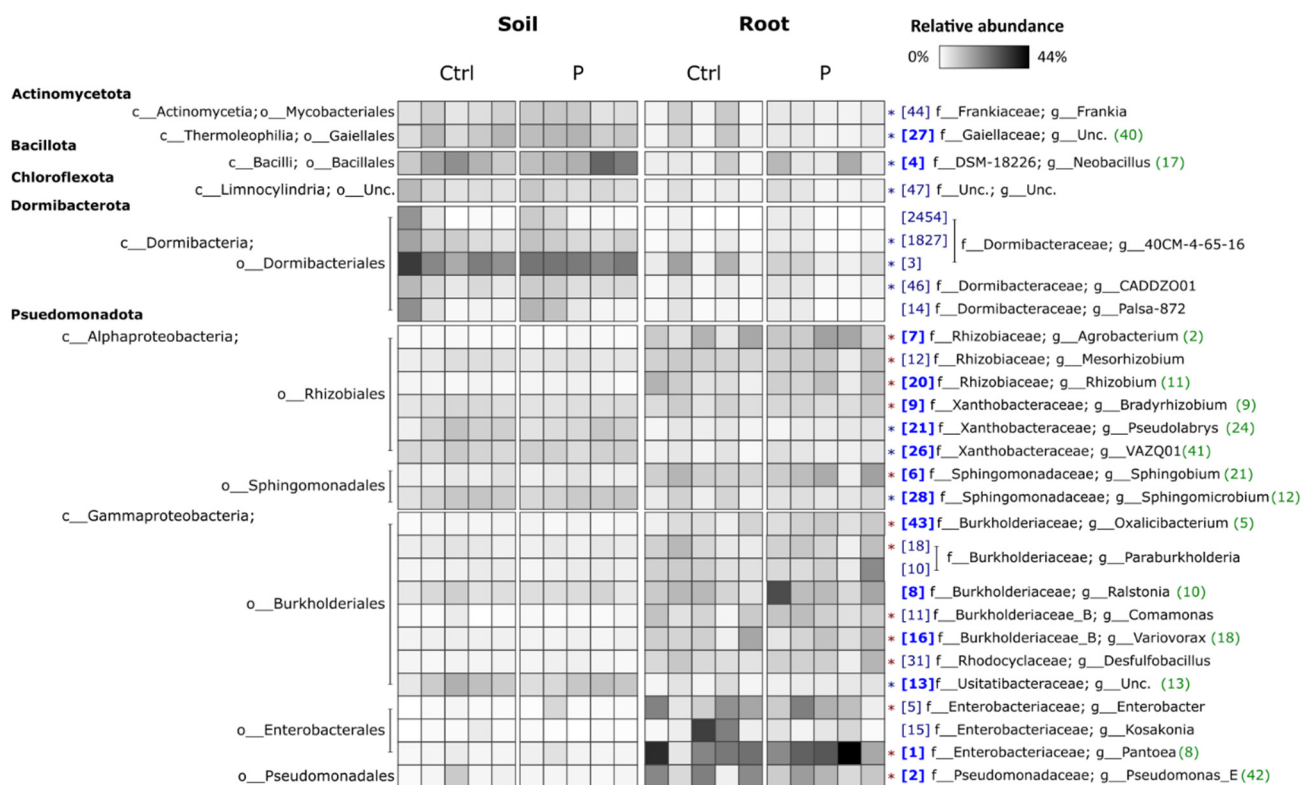 Soil Root Relative abundance
0% 44%
Ctrl P Ctrl P
Actinomycetota
c__Actinomycetia; o__Mycobacteriales * [44] f__Frankiaceae; g__Frankia
c__Thermoleophilia; o__Gaiellales * [27] f__Gaiellaceae; g__Unc. (40)
Bacillota
c__Bacilli; o__Bacillales * [4] f__DSM-18226; g__Neobacillus (17)
Chloroflexota
c__Limnocylindria; o__Unc. * [47] f__Unc.; g__Unc.
Dormibacterota
[2454]
c__Dormibacteria; * [1827] f__Dormibacteraceae; g__40CM-4-65-16
o__Dormibacteriales * [3]
* [46] f__Dormibacteraceae; g__CADDZO01
[14] f__Dormibacteraceae; g__Palsa-872
Psuedomonadota
c__Alphaproteobacteria; * [7] f__Rhizobiaceae; g__Agrobacterium (2)
* [12] f__Rhizobiaceae; g__Mesorhizobium
* [20] f__Rhizobiaceae; g__Rhizobium (11)
o__Rhizobiales
* [9] f__Xanthobacteraceae; g__Bradyrhizobium (9)
* [21] f__Xanthobacteraceae; g__Pseudolabrys (24)
* [26] f__Xanthobacteraceae; g__VAZQ01 (41)
* [6] f__Sphingomonadaceae; g__Sphingobium (21)
o__Sphingomonadales
* [28] f__Sphingomonadaceae; g__Sphingomicrobium (12)
c__Gammaproteobacteria;
* [43] f__Burkholderiaceae; g__Oxalicibacterium (5)
* [18]
f__Burkholderiaceae; g__Paraburkholderia
[10]
[8] f__Burkholderiaceae; g__Ralstonia (10)
o__Burkholderiales
* [11] f__Burkholderiaceae_B; g__Comamonas
* [16] f__Burkholderiaceae_B; g__Variovorax (18)
* [31] f__Rhodocyclaceae; g__Desfulfobacillus
* [13] f__Usitatibacteraceae; g__Unc. (13)
* [5] f__Enterobacteriaceae; g__Enterobacter
o__Enterobacterales [15] f__Enterobacteriaceae; g__Kosakonia
* [1] f__Enterobacteriaceae; g__Pantoea (8)
o__Pseudomonadales * [2] f__Pseudomonadaceae; g__Pseudomonas_E (42)